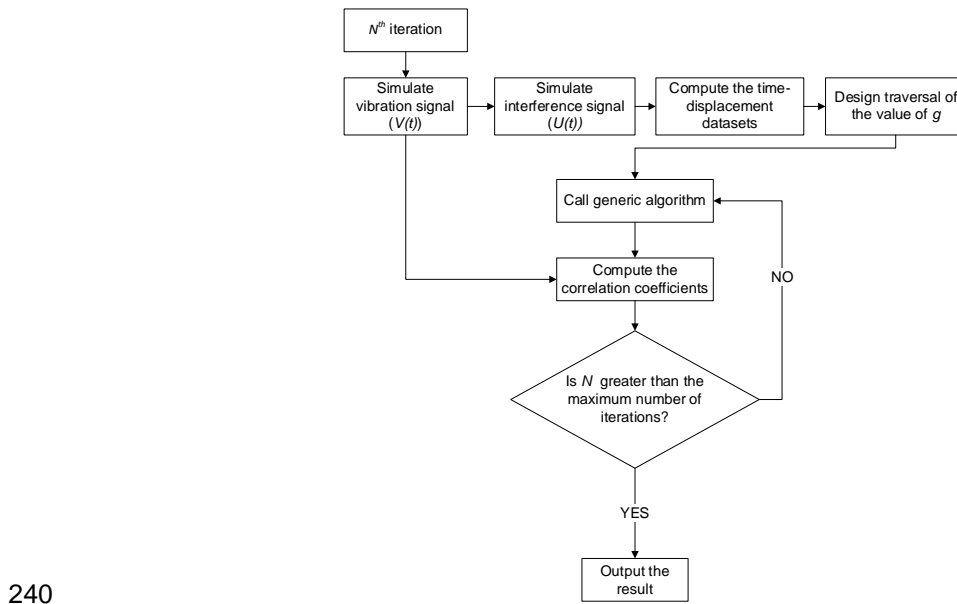 Nth iteration
Simulate
vibration signal
(V(t))
Simulate
interference signal
(U(t))
Compute the time-
displacement
datasets
Design traversal of
the value of g
Call generic algorithm
Compute the
correlation coefficients
NO
Is N greater than the
maximum number of
iterations?
YES
Output the
result
240